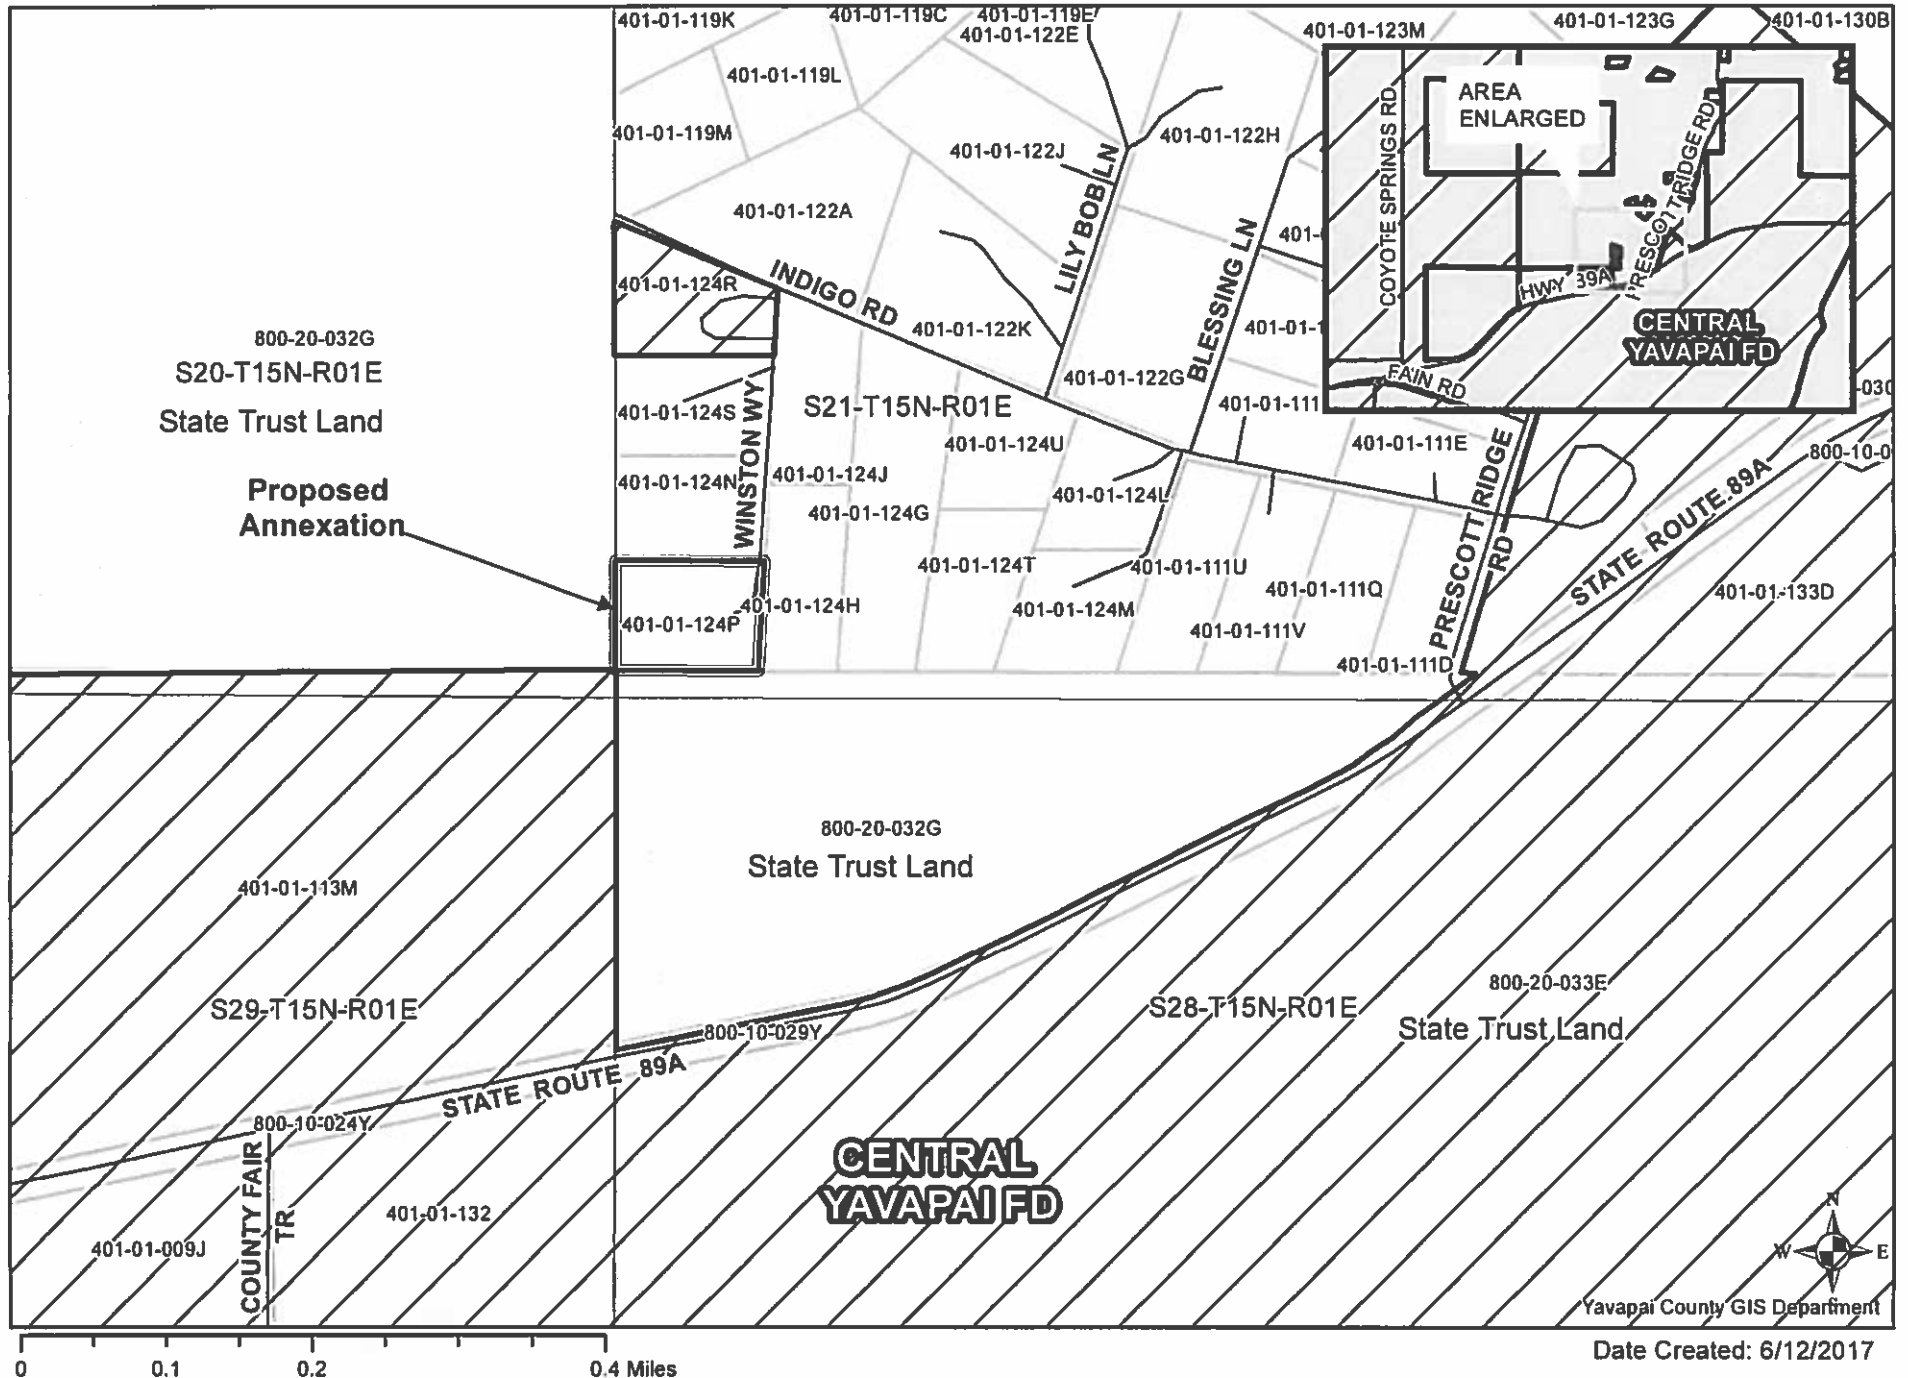 401-01-119K
401-01-119C
401-01-119E
401-01-122E
401-01-123M
401-01-123G
401-01-130B
401-01-119L
401-01-119M
401-01-122J
401-01-122H
401-01-122A
LILY BOB LN
BLESSING LN
401-
COYOTE SPRINGS RD
AREA
ENLARGED
PRESCOTT RIDGE RD
HWY 89A
CENTRAL
YAVAPAI FD
FAIN RD
-030
401-01-124R
INDIGO RD
401-01-122K
401-01-1
800-20-032G
S20-T15N-R01E
State Trust Land
401-01-122G
401-01-111
401-01-124S
WINSTON WY
S21-T15N-R01E
401-01-124U
401-01-111E
PRESCOTT RIDGE
RD
800-10-0
STATE ROUTE 89A
401-01-124N
401-01-124J
401-01-124L
401-01-124G
Proposed
Annexation
401-01-124T
401-01-111U
401-01-111Q
401-01-133D
401-01-124H
401-01-124M
401-01-124P
401-01-111V
401-01-111D
800-20-032G
State Trust Land
401-01-113M
S29-T15N-R01E
S28-T15N-R01E
800-20-033E
State Trust Land
800-10-029Y
STATE ROUTE 89A
800-10-024Y
COUNTY FAIR
TR
401-01-132
401-01-009J
CENTRAL
YAVAPAI FD
N
W
E
S
Yavapai County GIS Department
0
0.1
0.2
0.4 Miles
Date Created: 6/12/2017